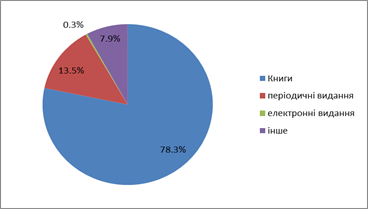 0.3%
7.9%
13.5%
78.3%
Книги
періодичні видання
електронні видання
інше